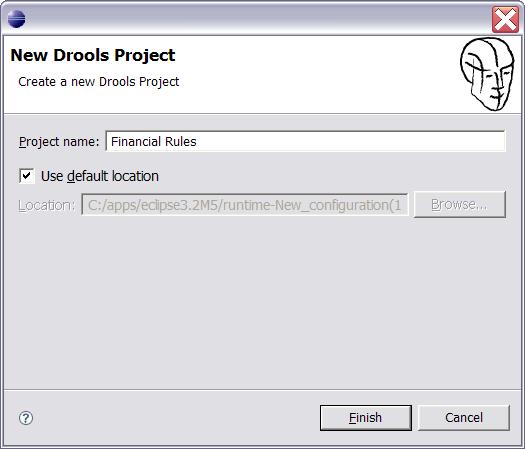 New Drools Project
Create a new Drools Project
Project name: Financial Rules
Use default location
Location: C:/apps/eclipse3.2M5/runtime-New_configuration(1 Browse...
? Finish Cancel